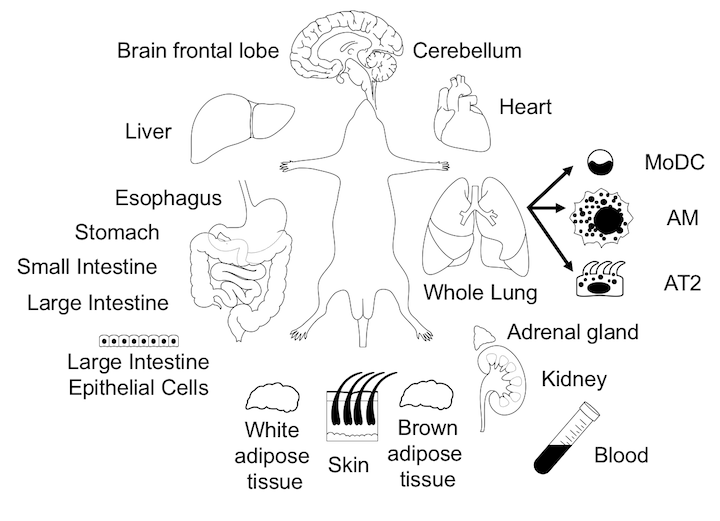 Brain frontal lobe
Cerebellum
Liver
Heart
MoDC
AM
AT2
Esophagus
Stomach
Small Intestine
Large Intestine
Whole Lung
Large Intestine
Epithelial Cells
Adrenal gland
Kidney
White
adipose
tissue
Skin
Brown
adipose
tissue
Blood